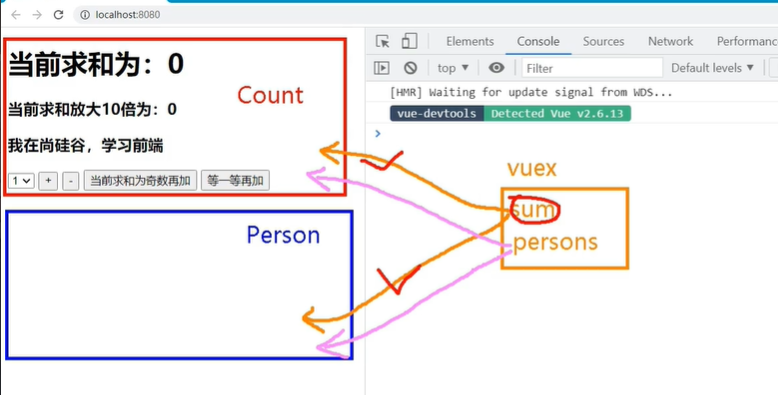 localhost:8080
Elements Console Sources Network Performanc
top ▼ Filter Default levels ▼
[HMR] Waiting for update signal from WDS...
vue-devtools Detected Vue v2.6.13
当前求和为：0
Count
当前求和放大10倍为：0
我在尚硅谷，学习前端
1 + - 当前求和为奇数再加 等一等再加
Person
vuex
sum
persons